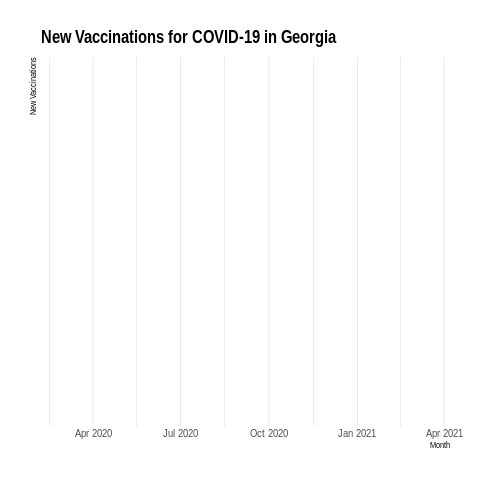 New Vaccinations for COVID-19 in Georgia
New Vaccinations
Apr 2020 Jul 2020 Oct 2020 Jan 2021 Apr 2021
Month